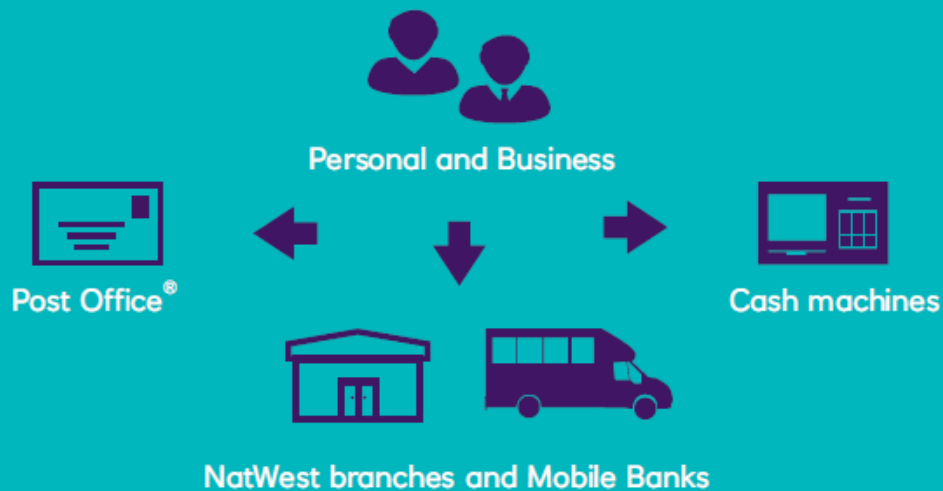 Personal and Business
Post Office®
Cash machines
NatWest branches and Mobile Banks